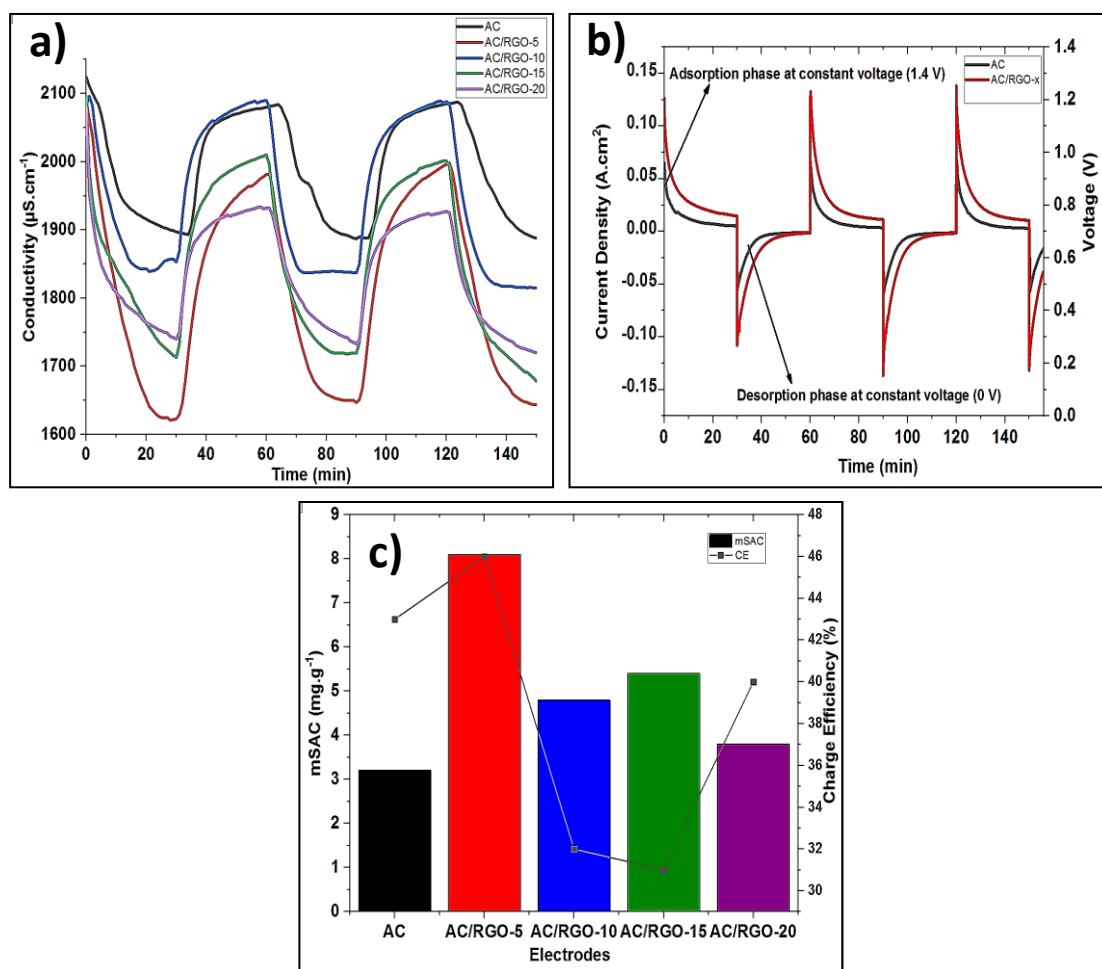 a)
AC
AC/RGO-5
AC/RGO-10
AC/RGO-15
AC/RGO-20
2100
2000
1900
1800
1700
1600
Conductivity (µS.cm⁻¹)
0 20 40 60 80 100 120 140
Time (min)
b)
AC
AC/RGO-x
Adsorption phase at constant voltage (1.4 V)
Desorption phase at constant voltage (0 V)
0.15
0.10
0.05
0.00
-0.05
-0.10
-0.15
Current Density (A.cm²)
1.4
1.2
1.0
0.8
0.6
0.4
0.2
0.0
Voltage (V)
0 20 40 60 80 100 120 140
Time (min)
c)
mSAC
CE
9
8
7
6
5
4
3
2
1
0
mSAC (mg.g⁻¹)
48
46
44
42
40
38
36
34
32
30
Charge Efficiency (%)
AC AC/RGO-5 AC/RGO-10 AC/RGO-15 AC/RGO-20
Electrodes